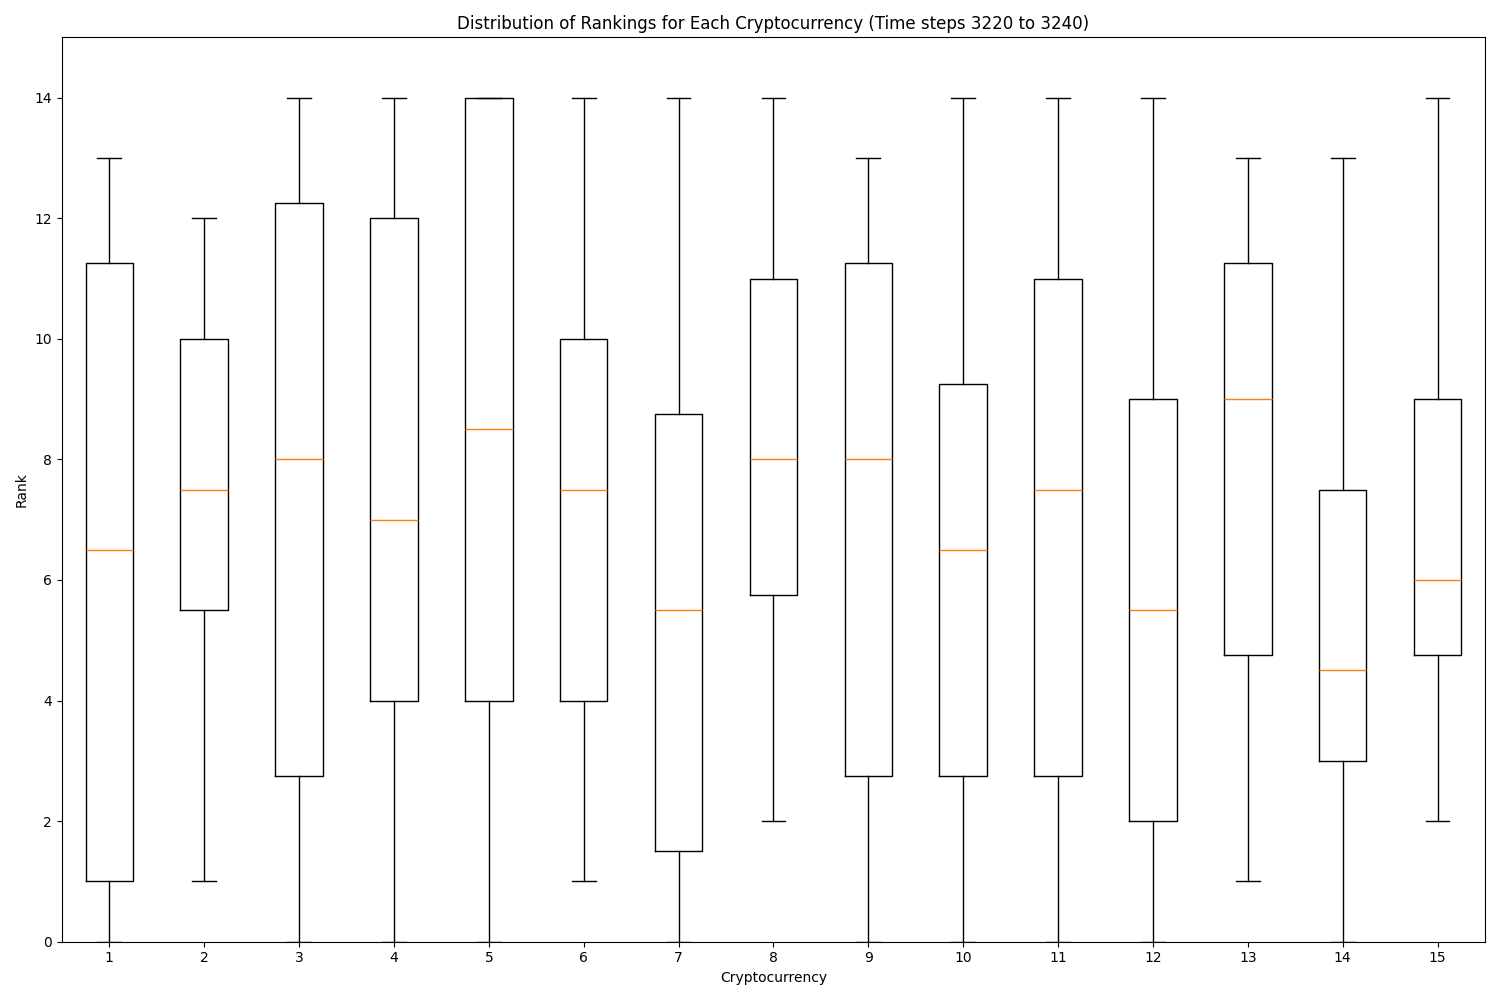 Distribution of Rankings for Each Cryptocurrency (Time steps 3220 to 3240)
14
12
10
8
6
4
2
0
Rank
1 2 3 4 5 6 7 8 9 10 11 12 13 14 15
Cryptocurrency